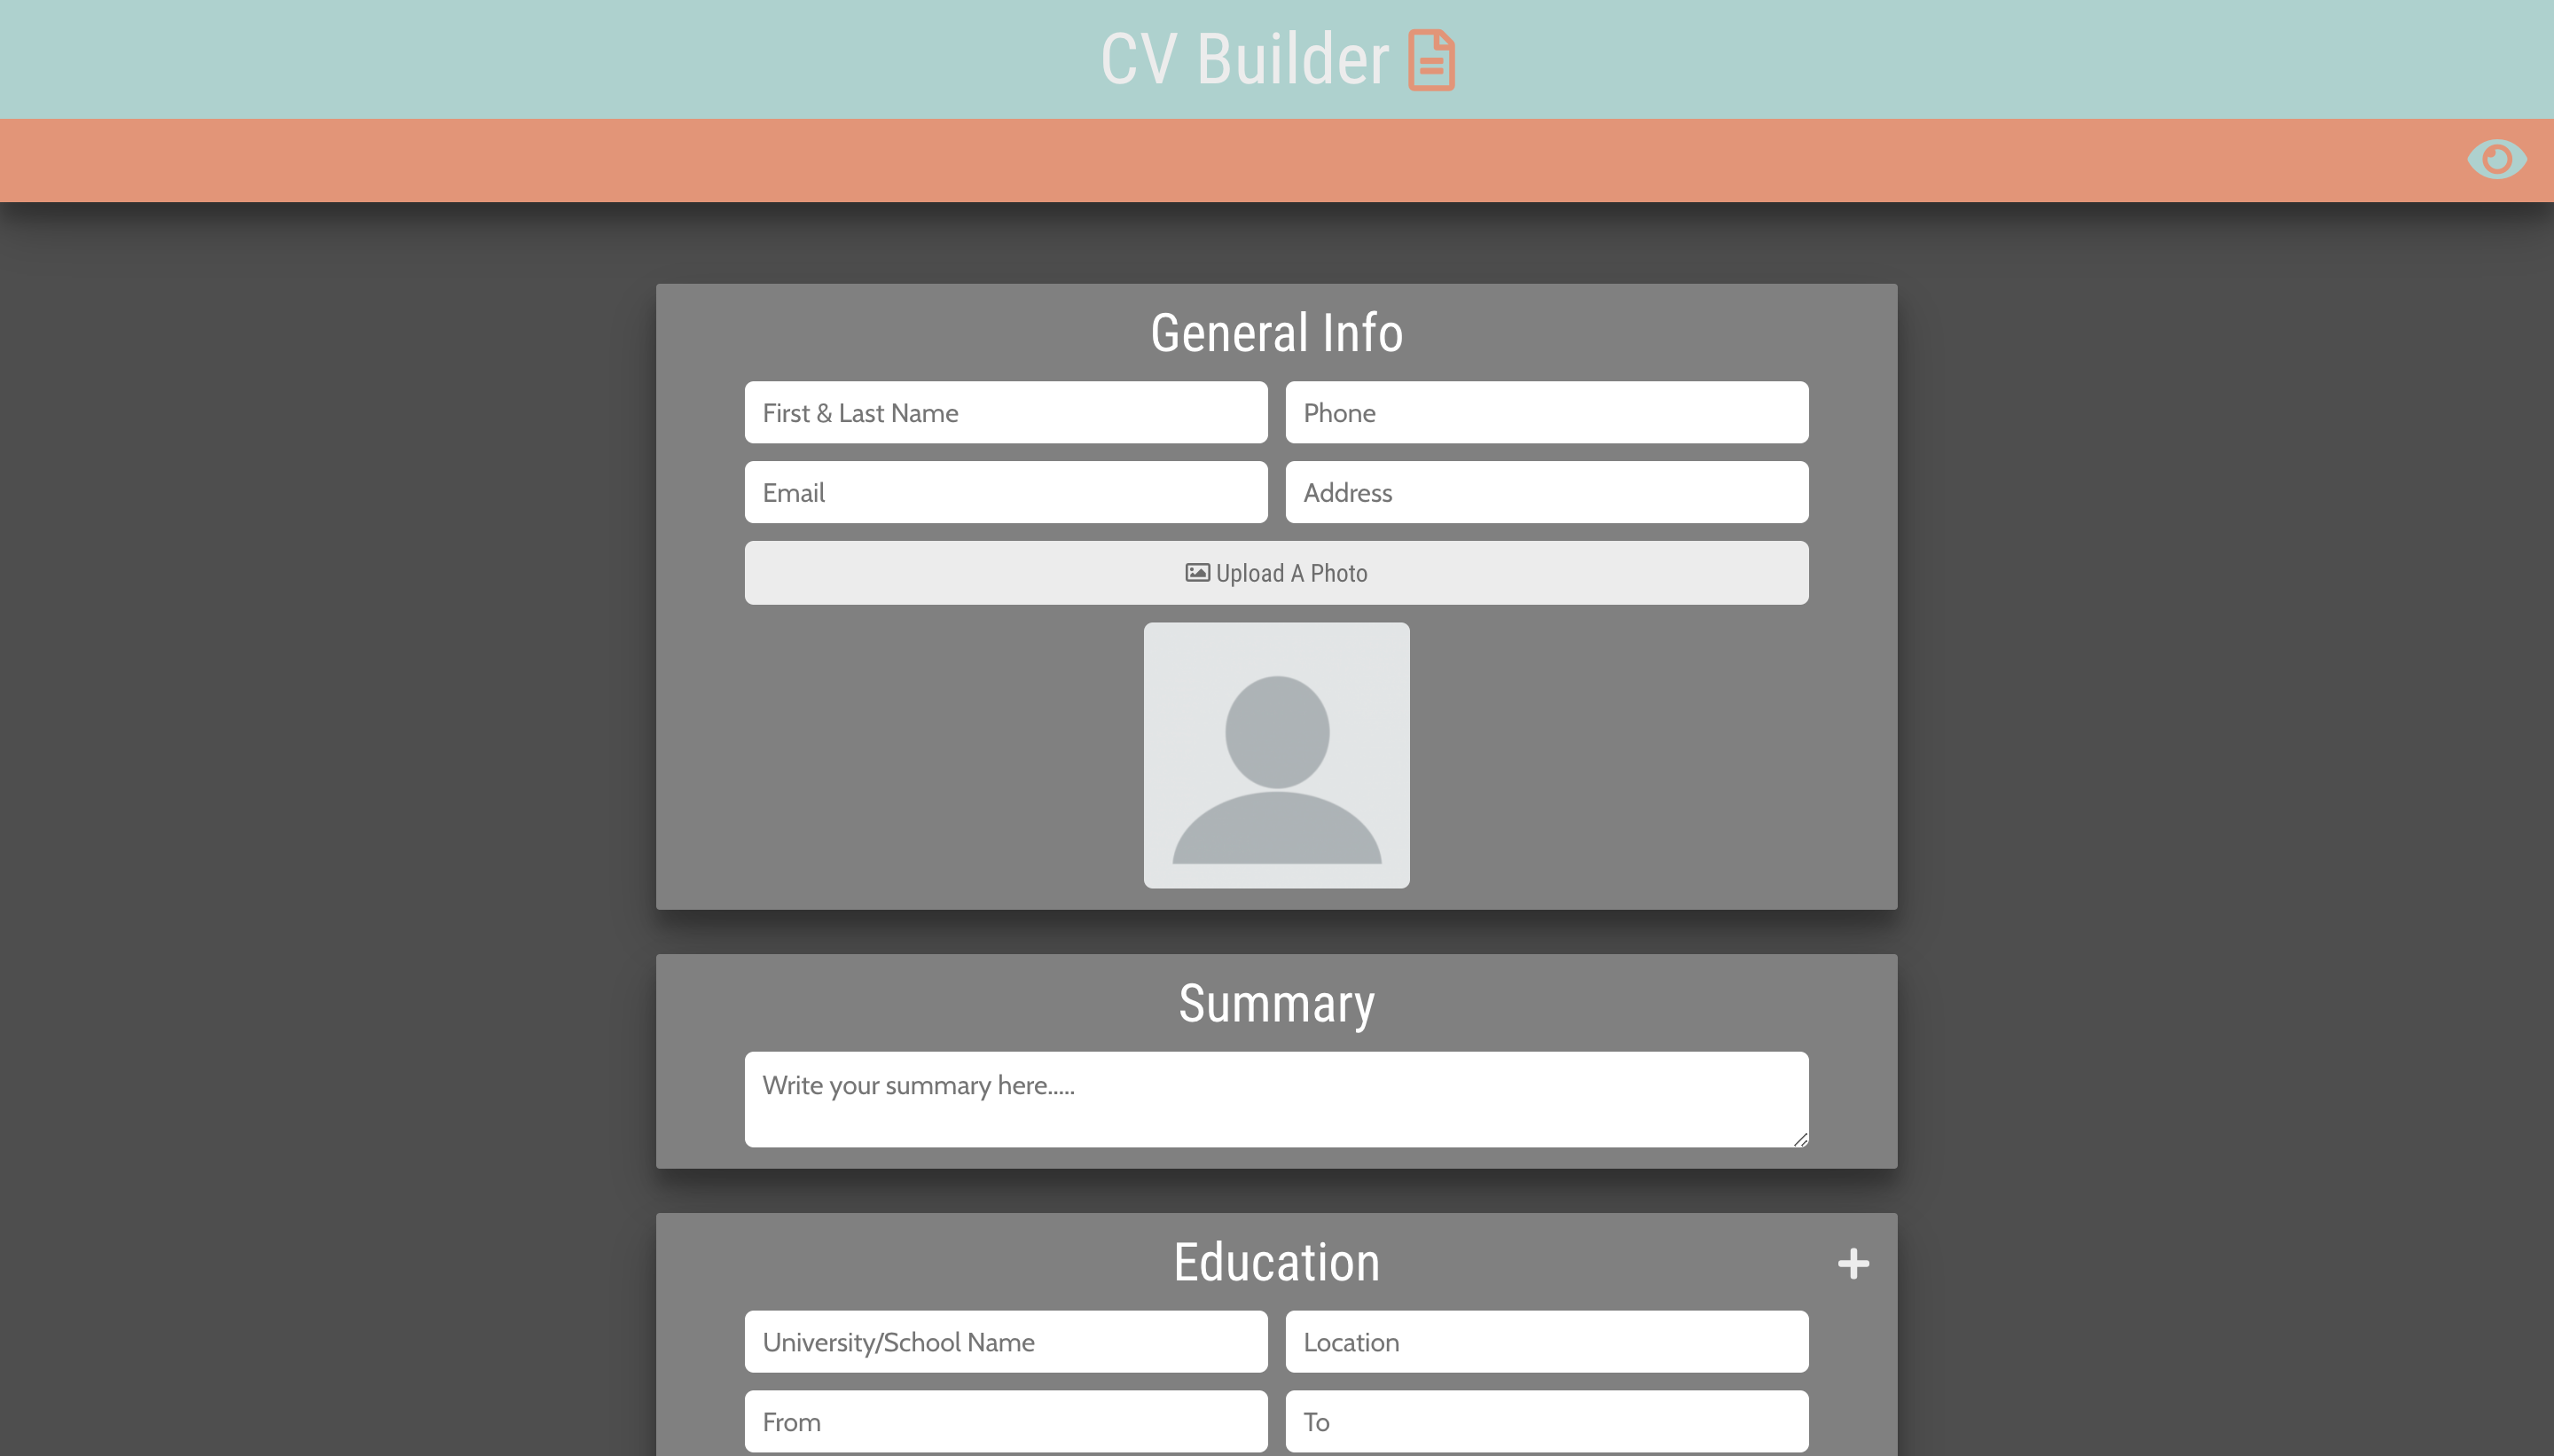 CV Builder
General Info
First & Last Name
Phone
Email
Address
Upload A Photo
Summary
Write your summary here.....
Education
University/School Name
Location
From
To